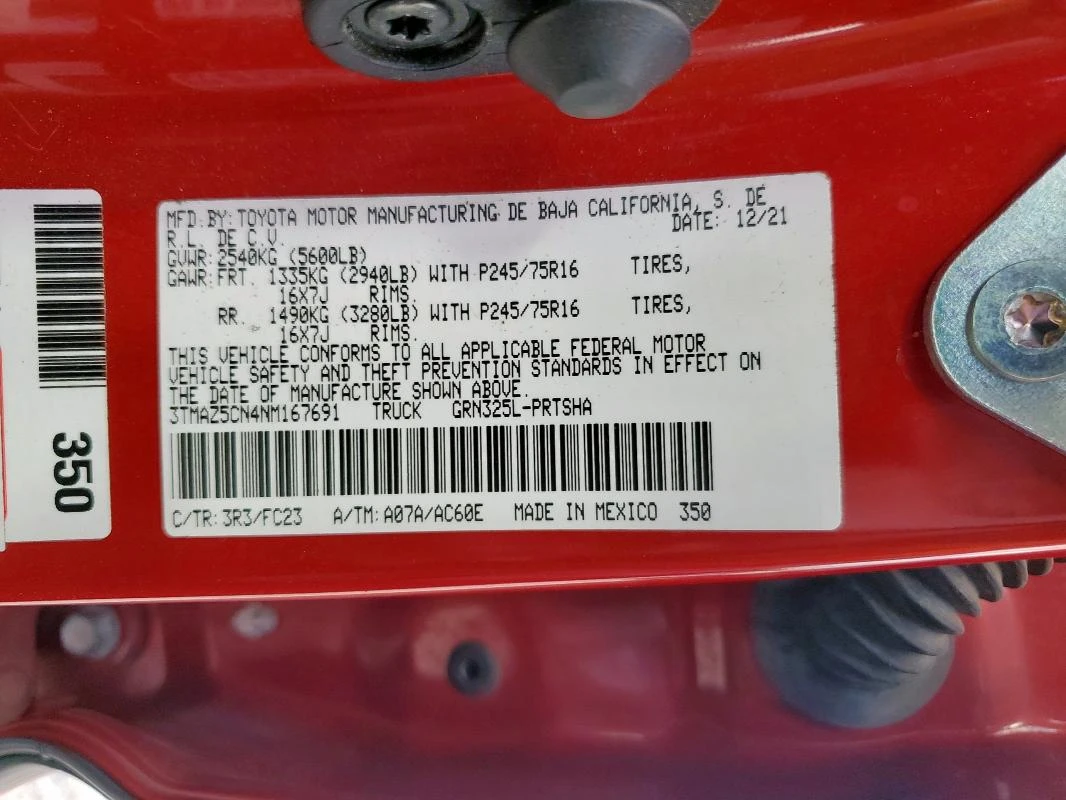 MFD.BY:TOYOTA MOTOR MANUFACTURING DE BAJA CALIFORNIA, S. DE
R.L. DE C.V. DATE: 12/21
GVWR:2540KG (5600LB)
GAWR:FRT. 1335KG (2940LB) WITH P245/75R16 TIRES,
16X7J RIMS.
RR. 1490KG (3280LB) WITH P245/75R16 TIRES,
16X7J RIMS.
THIS VEHICLE CONFORMS TO ALL APPLICABLE FEDERAL MOTOR
VEHICLE SAFETY AND THEFT PREVENTION STANDARDS IN EFFECT ON
THE DATE OF MANUFACTURE SHOWN ABOVE.
3TMAZ5CN4NM167691 TRUCK GRN325L-PRTSHA
C/TR:3R3/FC23 A/TM:A07A/AC60E MADE IN MEXICO 350
350